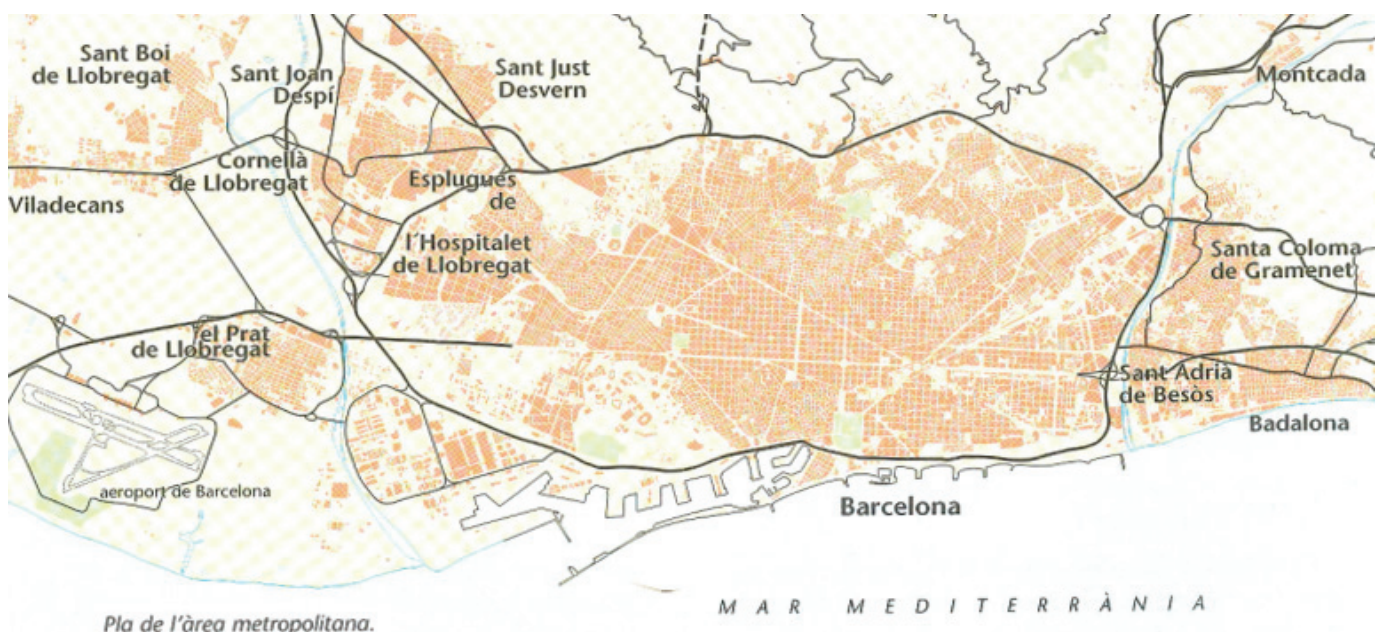 Sant Boi
de Llobregat
Sant Joan
Despí
Sant Just
Desvern
Montcada
Cornellà
de Llobregat
Esplugues
de
Viladecans
l'Hospitalet
de Llobregat
Santa Coloma
de Gramenet
el Prat
de Llobregat
Sant Adrià
de Besòs
Badalona
aeroport de Barcelona
Barcelona
MAR MEDITERRÀNIA
Pla de l'àrea metropolitana.